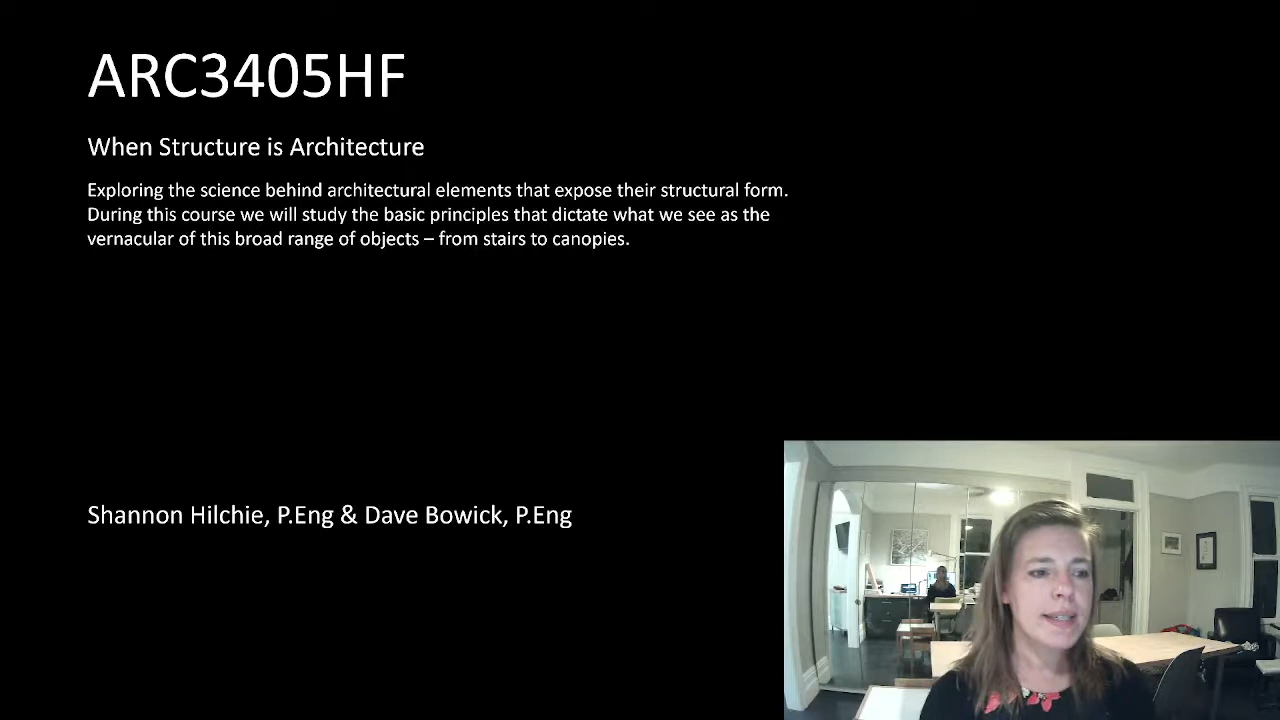 ARC3405HF
When Structure is Architecture
Exploring the science behind architectural elements that expose their structural form.
During this course we will study the basic principles that dictate what we see as the
vernacular of this broad range of objects – from stairs to canopies.
Shannon Hilchie, P.Eng & Dave Bowick, P.Eng